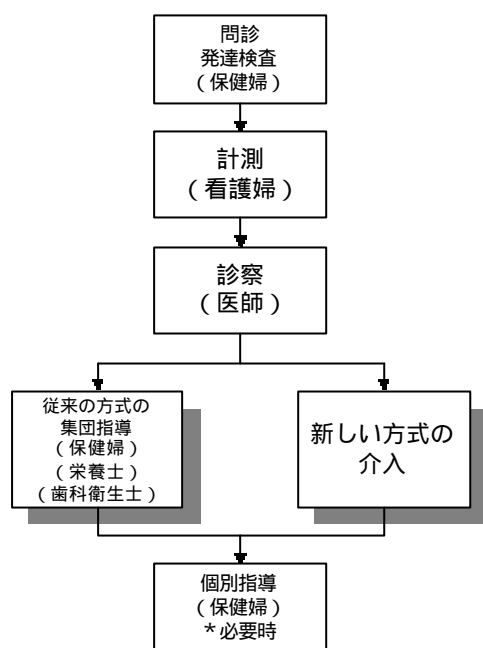 問診
発達検査
(保健婦)
計測
(看護婦)
診察
(医師)
従来の方式の
集団指導
(保健婦)
(栄養士)
(歯科衛生士)
新しい方式の
介入
個別指導
(保健婦)
*必要時